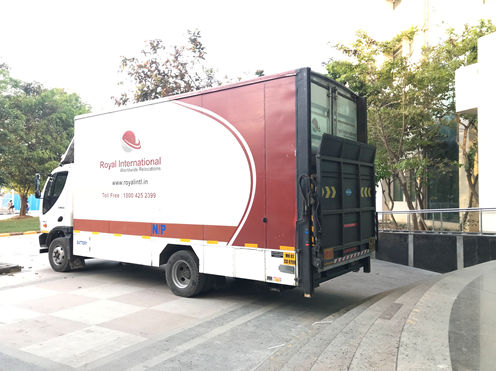 Royal International
Worldwide Relocations
www.royalintl.in
Toll Free : 1800 425 2399
N/P